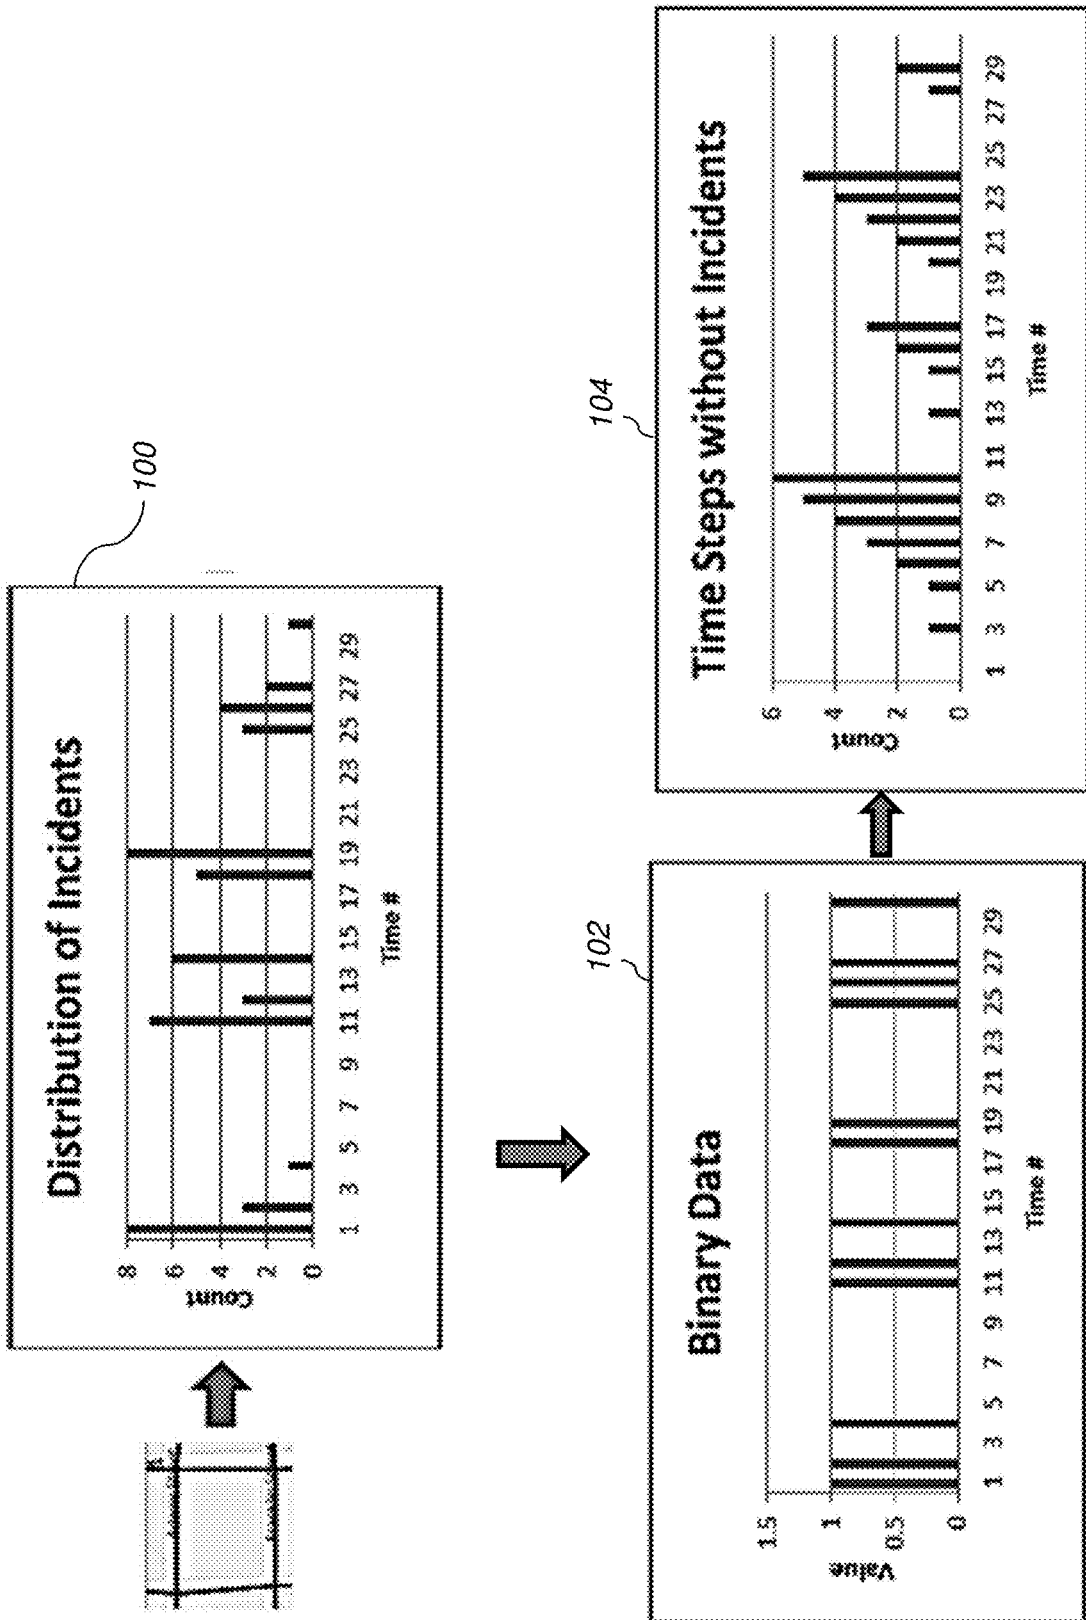 Distribution of Incidents
100
Count
8
6
4
2
0
1 3 5 7 9 11 13 15 17 19 21 23 25 27 29
Time #
Binary Data
102
Value
1.5
1
0.5
0
1 3 5 7 9 11 13 15 17 19 21 23 25 27 29
Time #
Time Steps without Incidents
104
Count
6
4
2
0
1 3 5 7 9 11 13 15 17 19 21 23 25 27 29
Time #